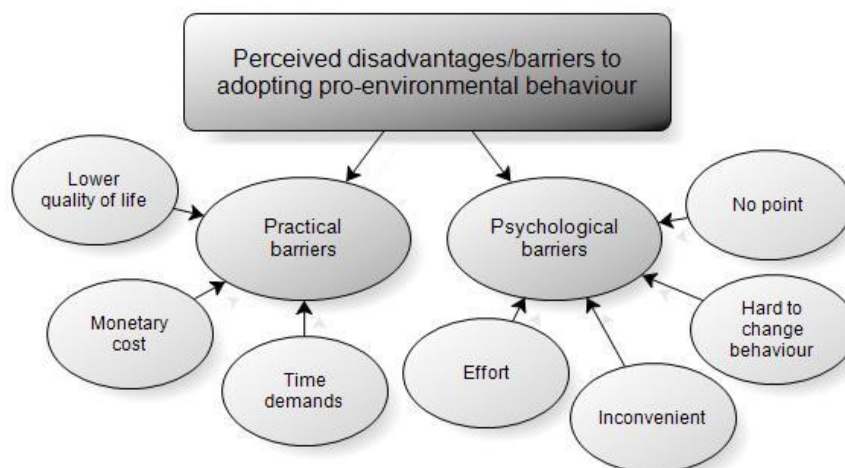 Perceived disadvantages/barriers to
adopting pro-environmental behaviour
Lower
quality of life
Practical
barriers
Psychological
barriers
No point
Monetary
cost
Time
demands
Effort
Inconvenient
Hard to
change
behaviour